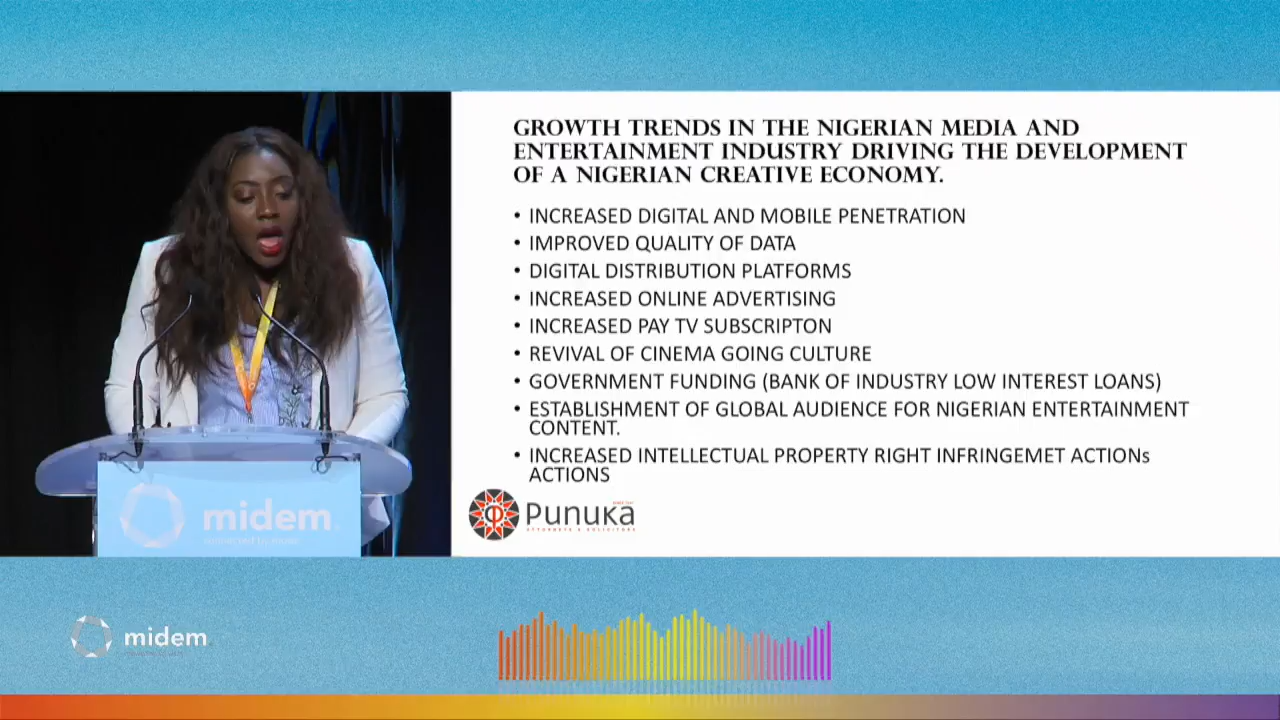 GROWTH TRENDS IN THE NIGERIAN MEDIA AND
ENTERTAINMENT INDUSTRY DRIVING THE DEVELOPMENT
OF A NIGERIAN CREATIVE ECONOMY.
• INCREASED DIGITAL AND MOBILE PENETRATION
• IMPROVED QUALITY OF DATA
• DIGITAL DISTRIBUTION PLATFORMS
• INCREASED ONLINE ADVERTISING
• INCREASED PAY TV SUBSCRIPTON
• REVIVAL OF CINEMA GOING CULTURE
• GOVERNMENT FUNDING (BANK OF INDUSTRY LOW INTEREST LOANS)
• ESTABLISHMENT OF GLOBAL AUDIENCE FOR NIGERIAN ENTERTAINMENT
CONTENT.
• INCREASED INTELLECTUAL PROPERTY RIGHT INFRINGEMET ACTIONs
ACTIONS
Punuka
ATTORNEYS & SOLICITORS
midem
midem